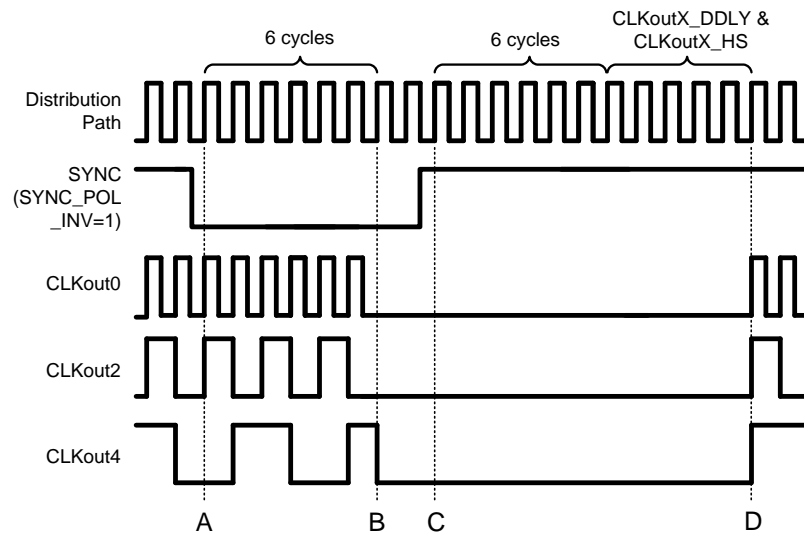 CLKoutX_DDLY &
CLKoutX_HS
6 cycles
6 cycles
Distribution
Path
SYNC
(SYNC_POL
_INV=1)
CLKout0
CLKout2
CLKout4
A
B
C
D